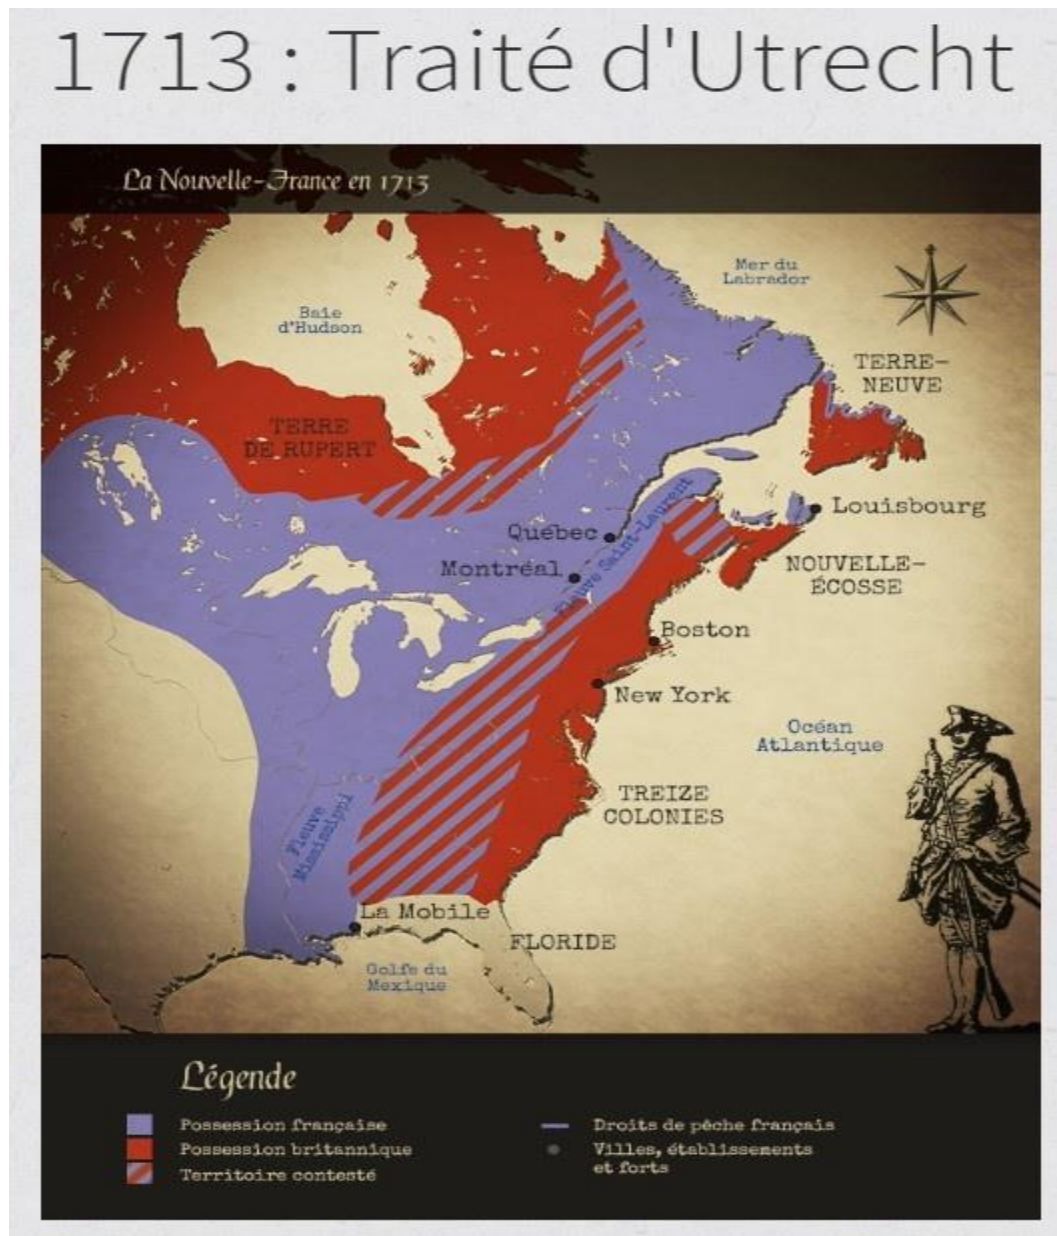 1713 : Traité d'Utrecht
La Nouvelle-France en 1713
Mer du
Labrador
Baie
d'Hudson
TERRE-
NEUVE
TERRE
DE RUPERT
Louisbourg
Québec
Fleuve Saint-Laurent
Montréal
NOUVELLE-
ÉCOSSE
Boston
New York
Océan
Atlantique
TREIZE
COLONIES
Fleuve
Mississippi
La Mobile
FLORIDE
Golfe du
Mexique
Légende
Possession française
Possession britannique
Territoire contesté
Droits de pêche français
Villes, établissements
et forts